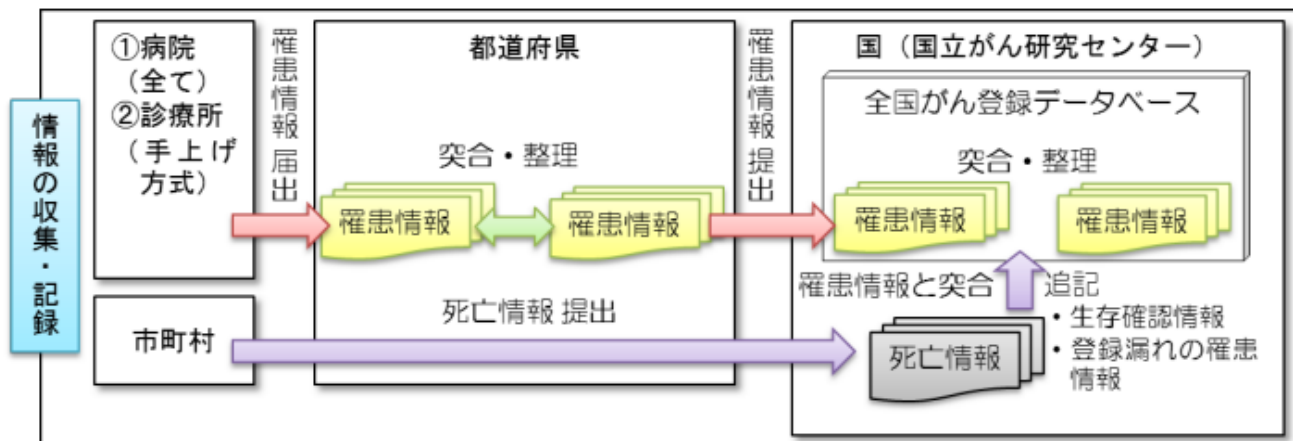 情報の収集・記録
①病院
（全て）
②診療所
（手上げ
方式）
罹患情報 届出
都道府県
突合・整理
罹患情報
罹患情報
罹患情報 提出
国（国立がん研究センター）
全国がん登録データベース
突合・整理
罹患情報
罹患情報
罹患情報と突合
追記
・生存確認情報
・登録漏れの罹患
情報
市町村
死亡情報 提出
死亡情報